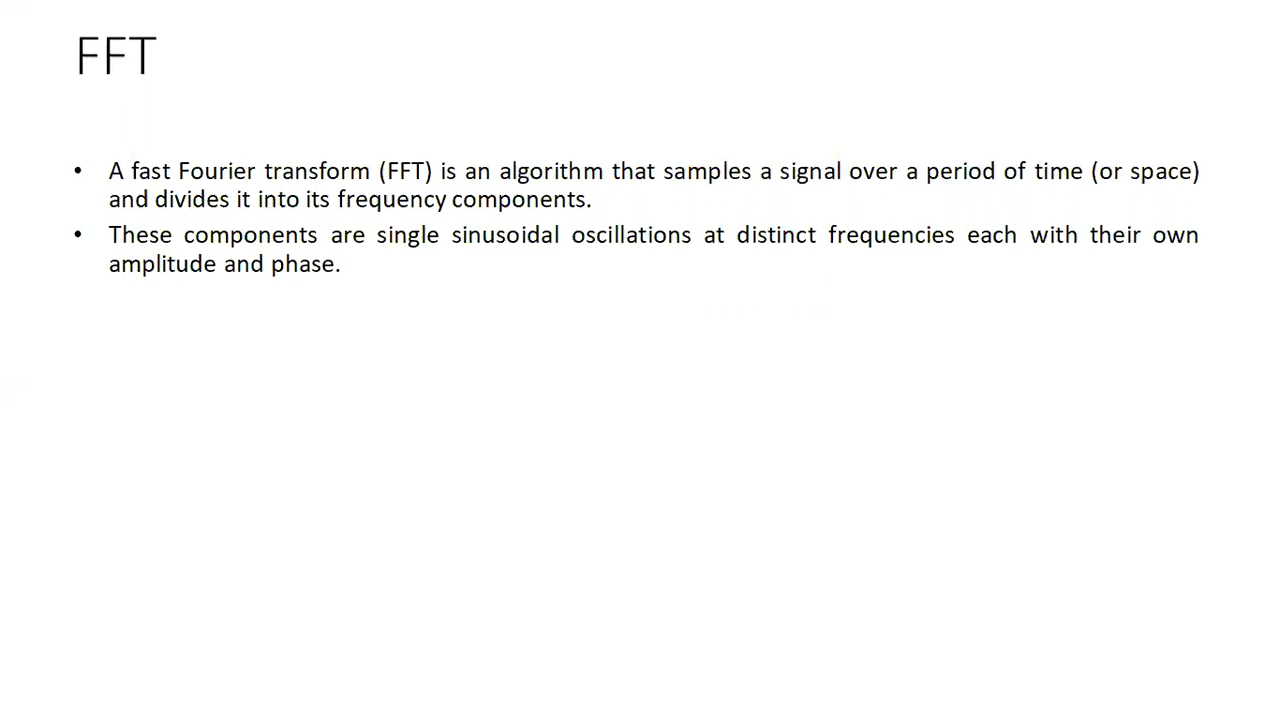 FFT
• A fast Fourier transform (FFT) is an algorithm that samples a signal over a period of time (or space)
and divides it into its frequency components.
• These components are single sinusoidal oscillations at distinct frequencies each with their own
amplitude and phase.